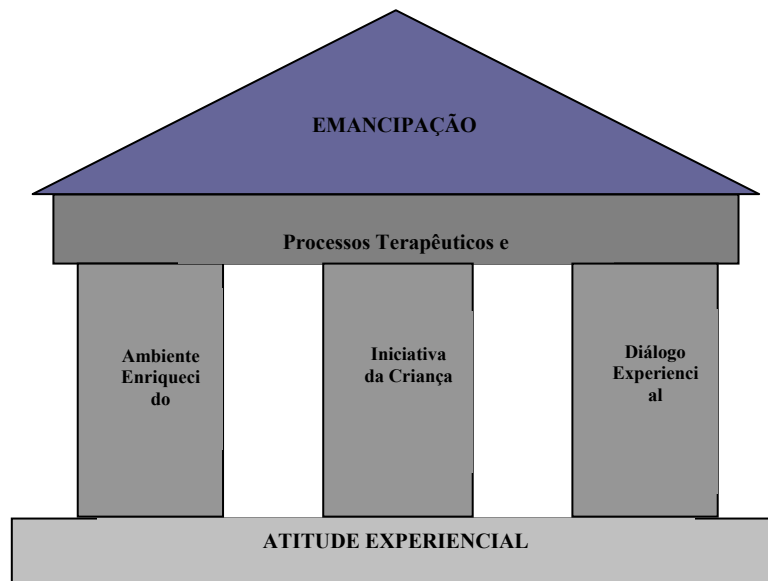 EMANCIPAÇÃO
Processos Terapêuticos e
Ambiente
Enriqueci
do
Iniciativa
da Criança
Diálogo
Experienci
al
ATITUDE EXPERIENCIAL